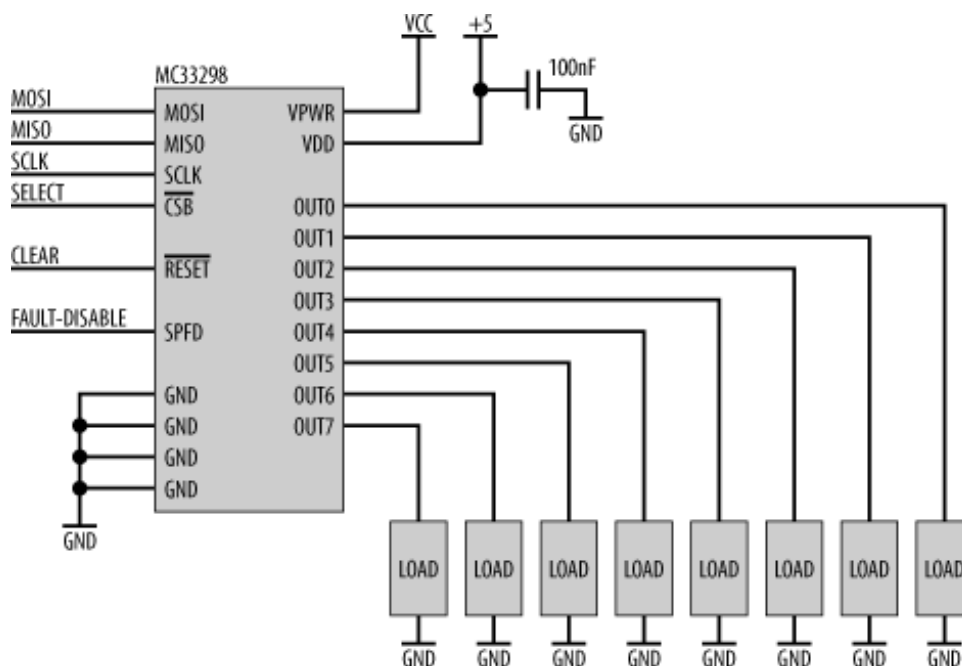 VCC +5
100nF
GND
MC33298
MOSI MOSI VPWR
MISO MISO VDD
SCLK SCLK
SELECT CSB OUT0
OUT1
CLEAR RESET OUT2
OUT3
FAULT-DISABLE SPFD OUT4
OUT5
GND OUT6
GND OUT7
GND
GND
GND
LOAD LOAD LOAD LOAD LOAD LOAD LOAD LOAD
GND GND GND GND GND GND GND GND